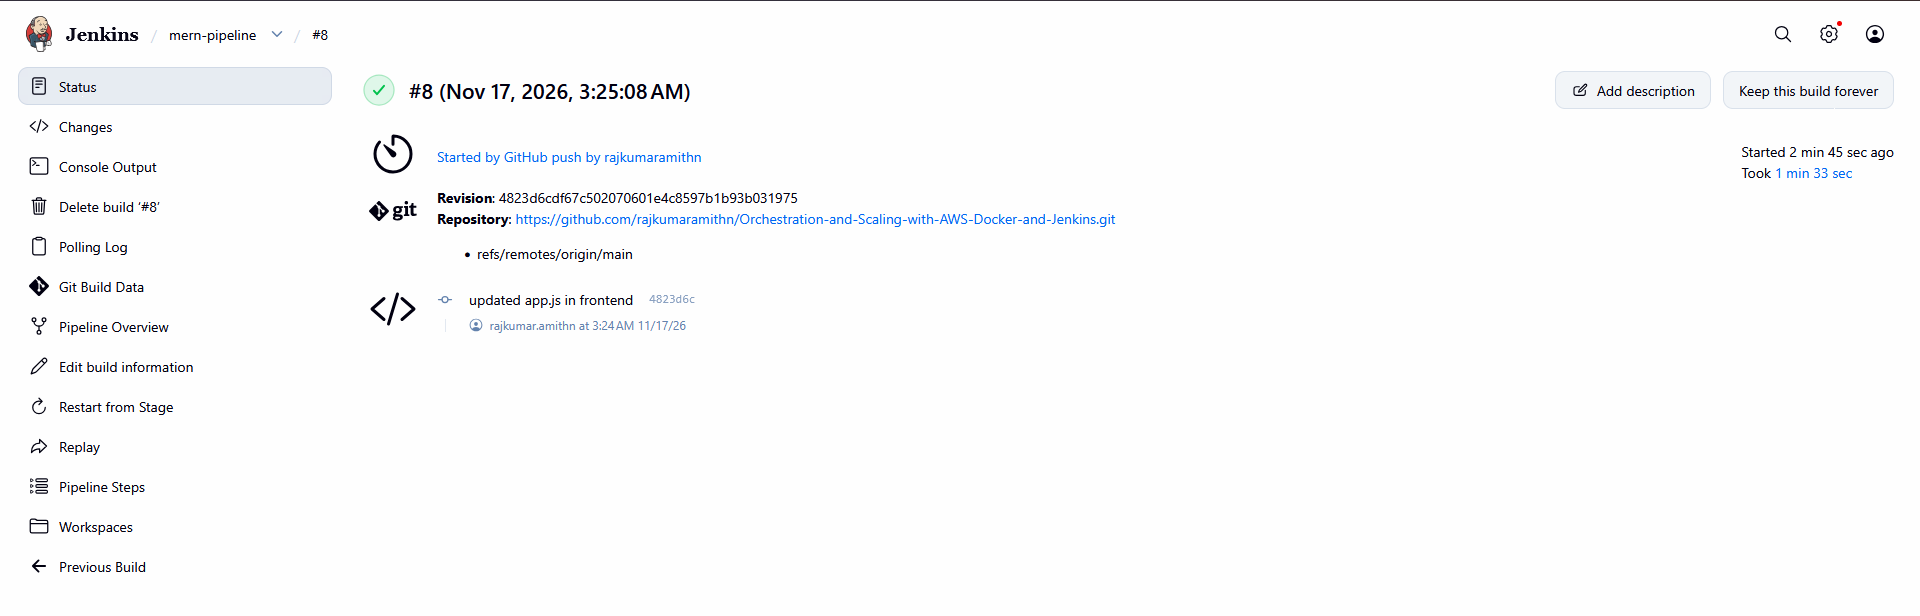 Jenkins / mern-pipeline / #8
Status
Changes
Console Output
Delete build ‘#8’
Polling Log
Git Build Data
Pipeline Overview
Edit build information
Restart from Stage
Replay
Pipeline Steps
Workspaces
Previous Build
#8 (Nov 17, 2026, 3:25:08 AM)
Add description
Keep this build forever
Started by GitHub push by rajkumaramithn
Started 2 min 45 sec ago
Took 1 min 33 sec
git
Revision: 4823d6cdf67c502070601e4c8597b1b93b031975
Repository: https://github.com/rajkumaramithn/Orchestration-and-Scaling-with-AWS-Docker-and-Jenkins.git
• refs/remotes/origin/main
updated app.js in frontend 4823d6c
rajkumar.amithn at 3:24 AM 11/17/26